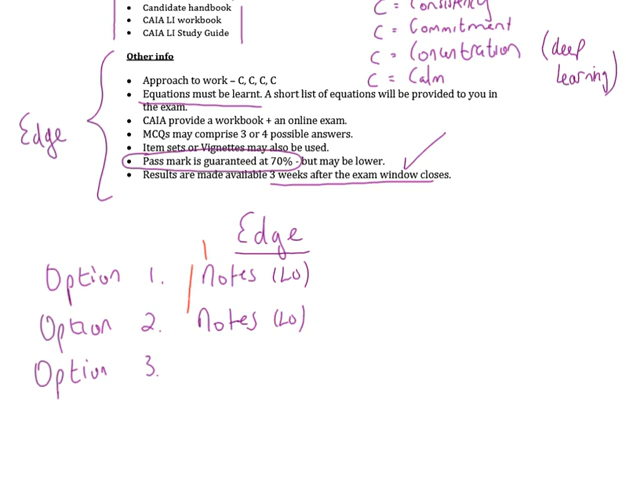 • Candidate handbook
• CAIA LI workbook
• CAIA LI Study Guide
C = Consistency
C = Commitment
C = Concentration (deep learning)
C = Calm
Other info
Edge
• Approach to work – C, C, C, C
• Equations must be learnt. A short list of equations will be provided to you in
the exam.
• CAIA provide a workbook + an online exam.
• MCQs may comprise 3 or 4 possible answers.
• Item sets or Vignettes may also be used.
• Pass mark is guaranteed at 70% - but may be lower.
• Results are made available 3 weeks after the exam window closes.
Edge
Option 1. Notes (LO)
Option 2. Notes (LO)
Option 3.